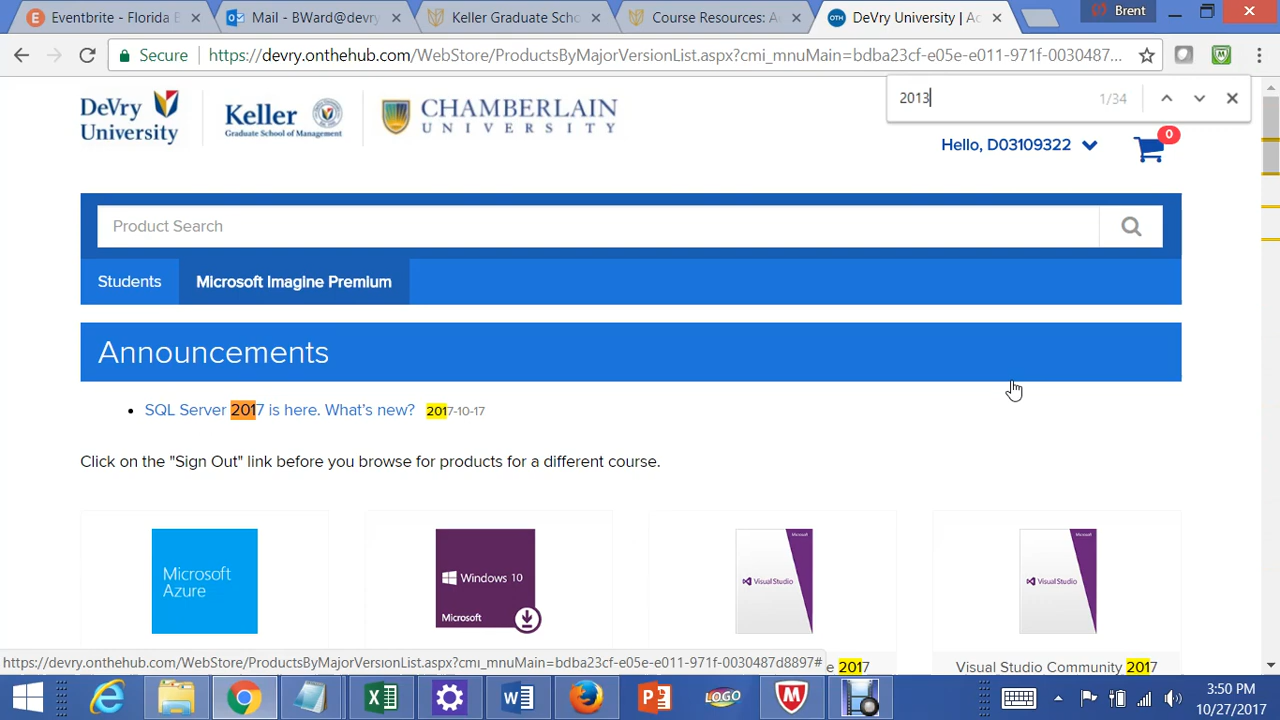 Eventbrite - Florida E
Mail - BWard@devry
Keller Graduate Scho
Course Resources: A
OTH DeVry University | Ac
Brent
Secure https://devry.onthehub.com/WebStore/ProductsByMajorVersionList.aspx?cmi_mnuMain=bdba23cf-e05e-e011-971f-0030487...
2013 1/34
DeVry University
Keller Graduate School of Management
CHAMBERLAIN UNIVERSITY
Hello, D03109322
0
Product Search
Students
Microsoft Imagine Premium
Announcements
SQL Server 2017 is here. What's new? 2017-10-17
Click on the "Sign Out" link before you browse for products for a different course.
Microsoft Azure
Windows 10
Microsoft
Microsoft
Visual Studio
Microsoft
Visual Studio
https://devry.onthehub.com/WebStore/ProductsByMajorVersionList.aspx?cmi_mnuMain=bdba23cf-e05e-e011-971f-0030487d8897#
e 2017
Visual Studio Community 2017
LOGO
3:50 PM
10/27/2017